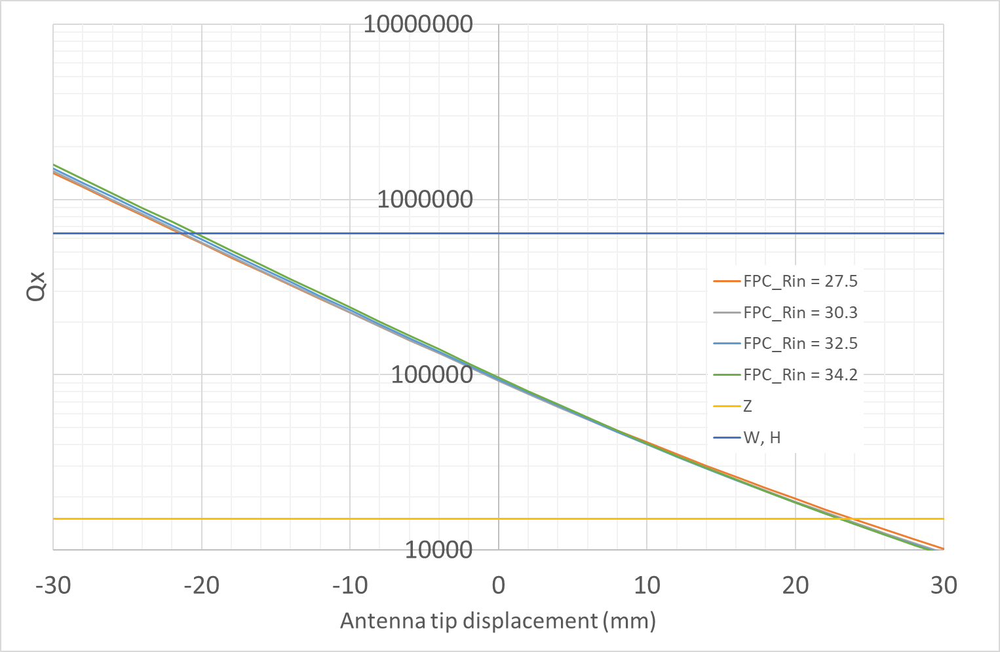 10000000
1000000
100000
10000
Qx
-30 -20 -10 0 10 20 30
Antenna tip displacement (mm)
FPC_Rin = 27.5
FPC_Rin = 30.3
FPC_Rin = 32.5
FPC_Rin = 34.2
Z
W, H